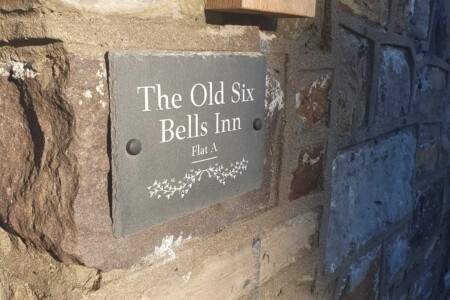 The Old Six
Bells Inn
Flat A